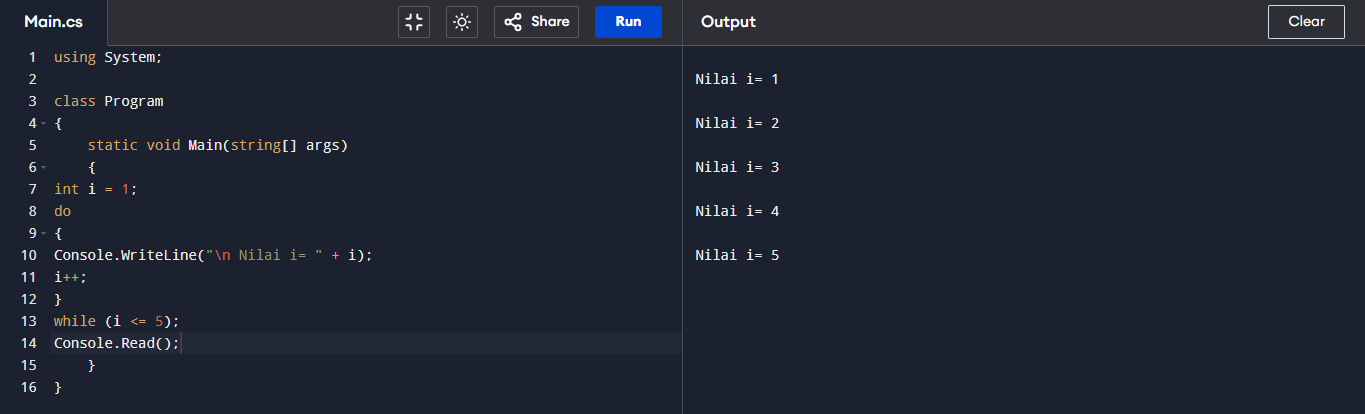 Main.cs Share Run Output Clear
1 using System;
2
3 class Program
4 {
5 static void Main(string[] args)
6 {
7 int i = 1;
8 do
9 {
10 Console.WriteLine("\n Nilai i= " + i);
11 i++;
12 }
13 while (i <= 5);
14 Console.Read();
15 }
16 }
Nilai i= 1
Nilai i= 2
Nilai i= 3
Nilai i= 4
Nilai i= 5